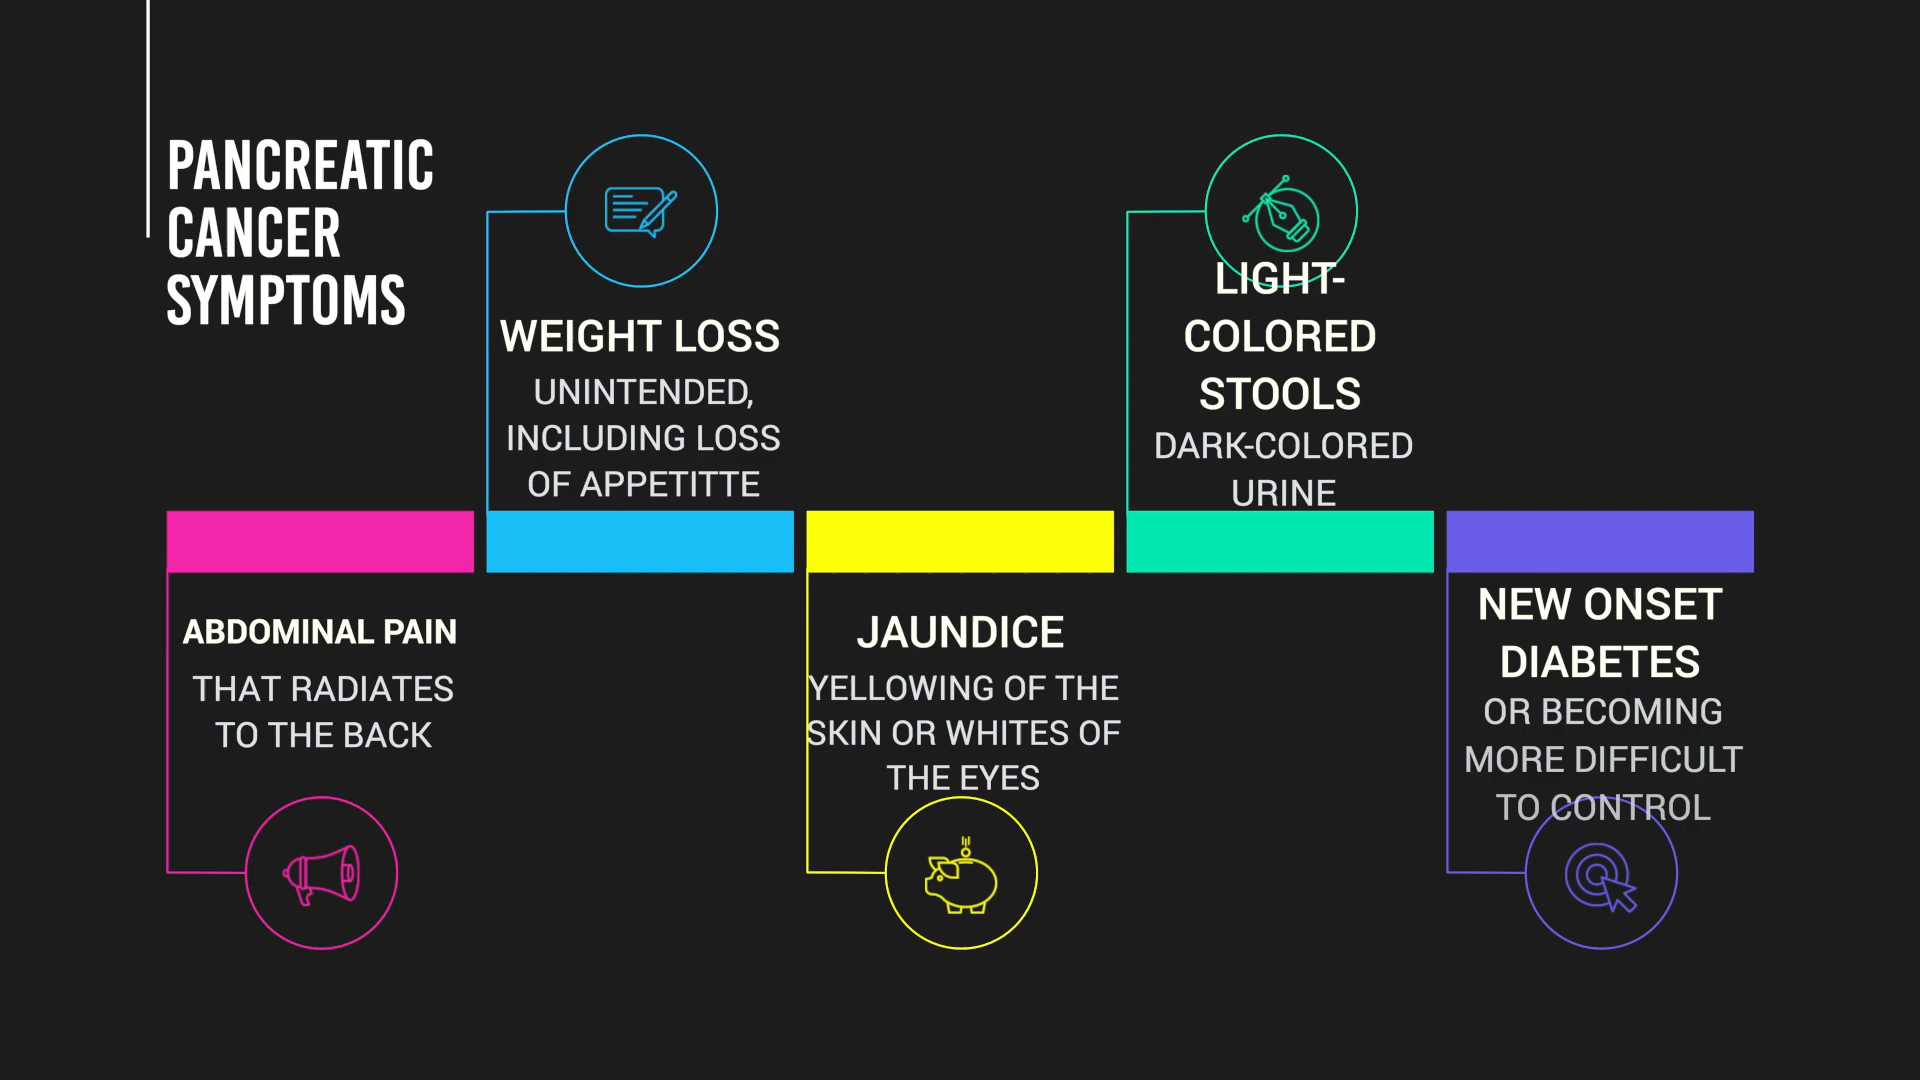 PANCREATIC
CANCER
SYMPTOMS
ABDOMINAL PAIN
THAT RADIATES
TO THE BACK
WEIGHT LOSS
UNINTENDED,
INCLUDING LOSS
OF APPETITTE
JAUNDICE
YELLOWING OF THE
SKIN OR WHITES OF
THE EYES
LIGHT-
COLORED
STOOLS
DARK-COLORED
URINE
NEW ONSET
DIABETES
OR BECOMING
MORE DIFFICULT
TO CONTROL